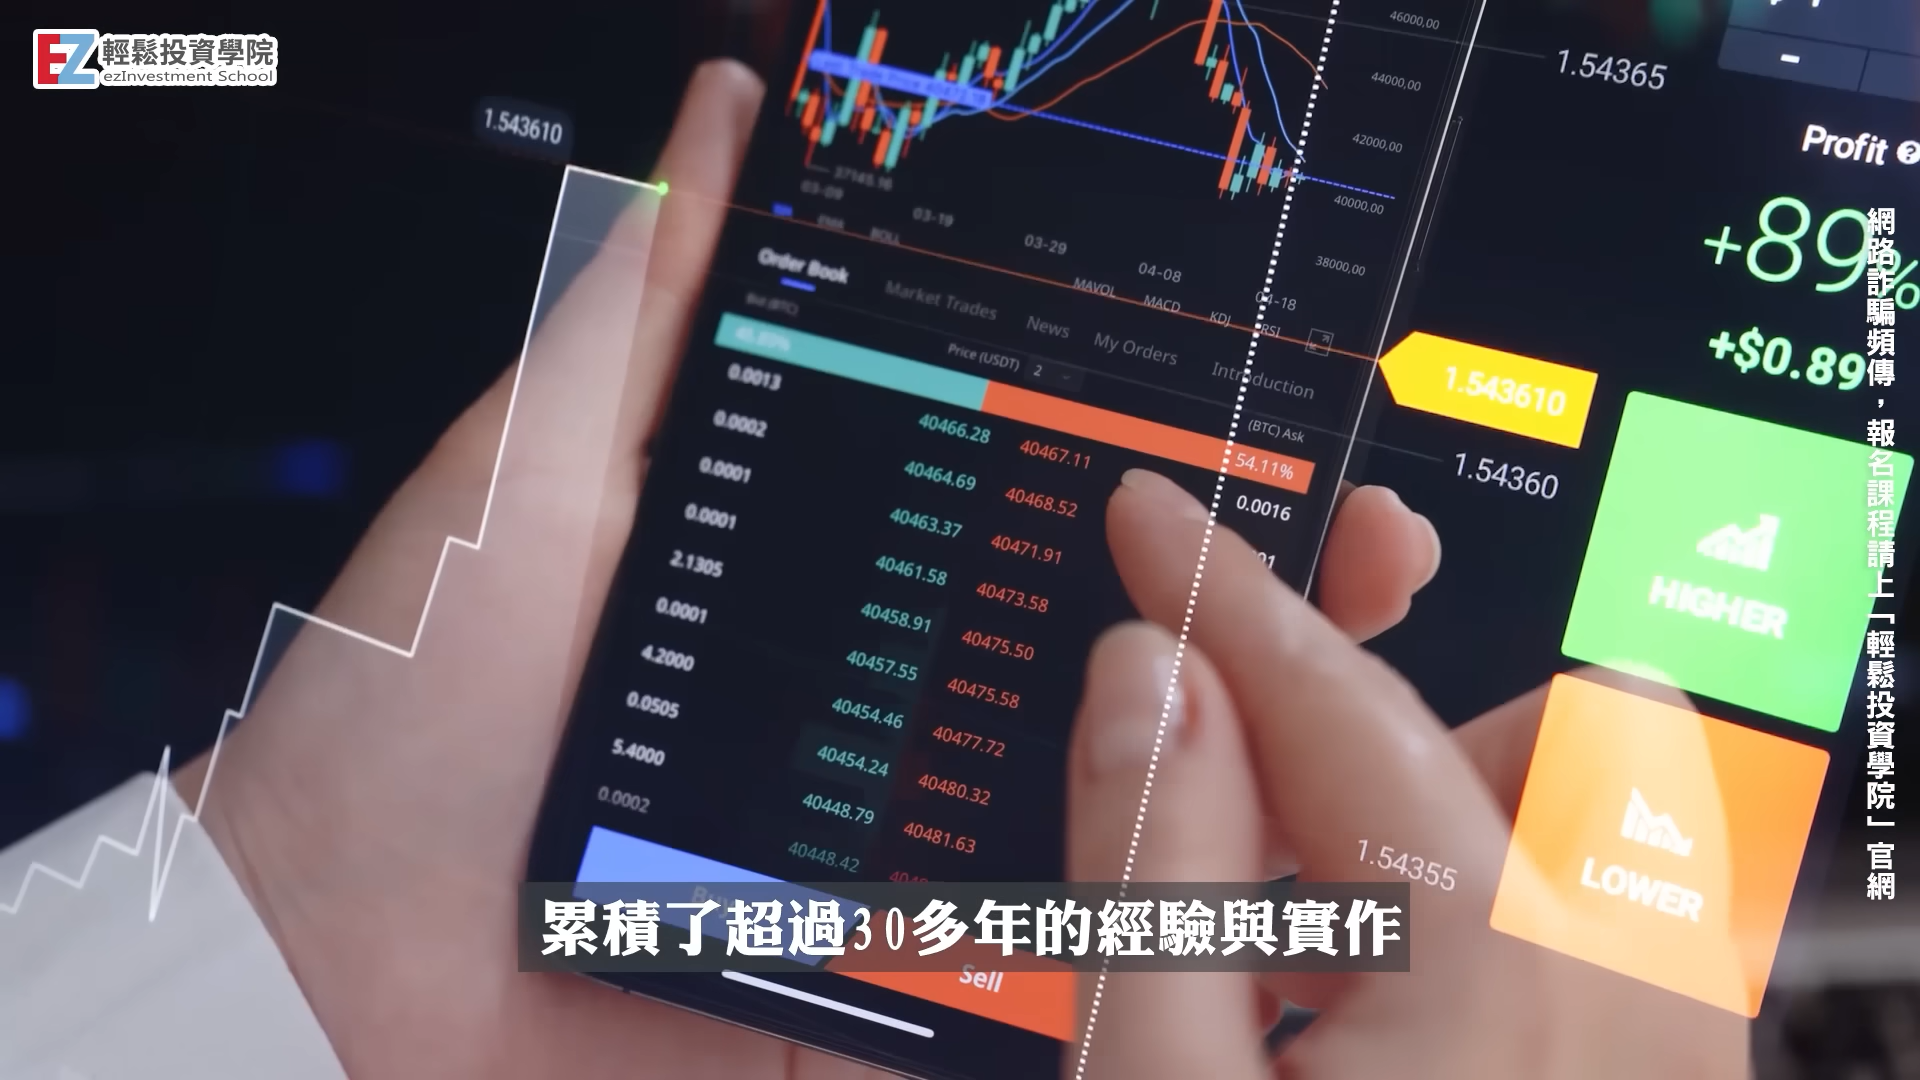 EZ 輕鬆投資學院
ezInvestment School
1.543610
46000,00
44000,00
42000,00
40000,00
38000,00
37145.16
03-09
03-19
03-29
04-08
04-18
EMA
BOLL
MAVOL
MACD
KDJ
RSI
Order Book
Market Trades
News
My Orders
Introduction
Price (USDT)
2
(BTC) Ask
54.11%
0.0013
40466.28
40467.11
0.0016
0.0002
40464.69
40468.52
0.0001
40463.37
40471.91
0.0001
40461.58
40473.58
2.1305
40458.91
40475.50
0.0001
40457.55
40475.58
4.2000
40454.46
40477.72
0.0505
40454.24
40480.32
5.4000
40448.79
40481.63
0.0002
40448.42
Sell
1.54365
Profit ?
+89%
+$0.89
1.543610
1.54360
HIGHER
LOWER
1.54355
網路詐騙頻傳，報名課程請上「輕鬆投資學院」官網
累積了超過30多年的經驗與實作